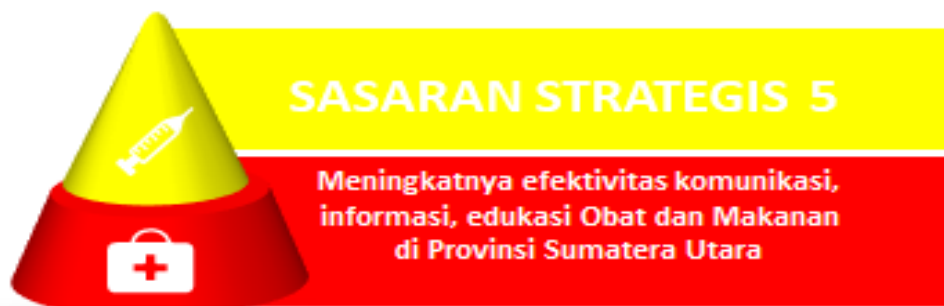 SASARAN STRATEGIS 5
Meningkatnya efektivitas komunikasi,
informasi, edukasi Obat dan Makanan
di Provinsi Sumatera Utara